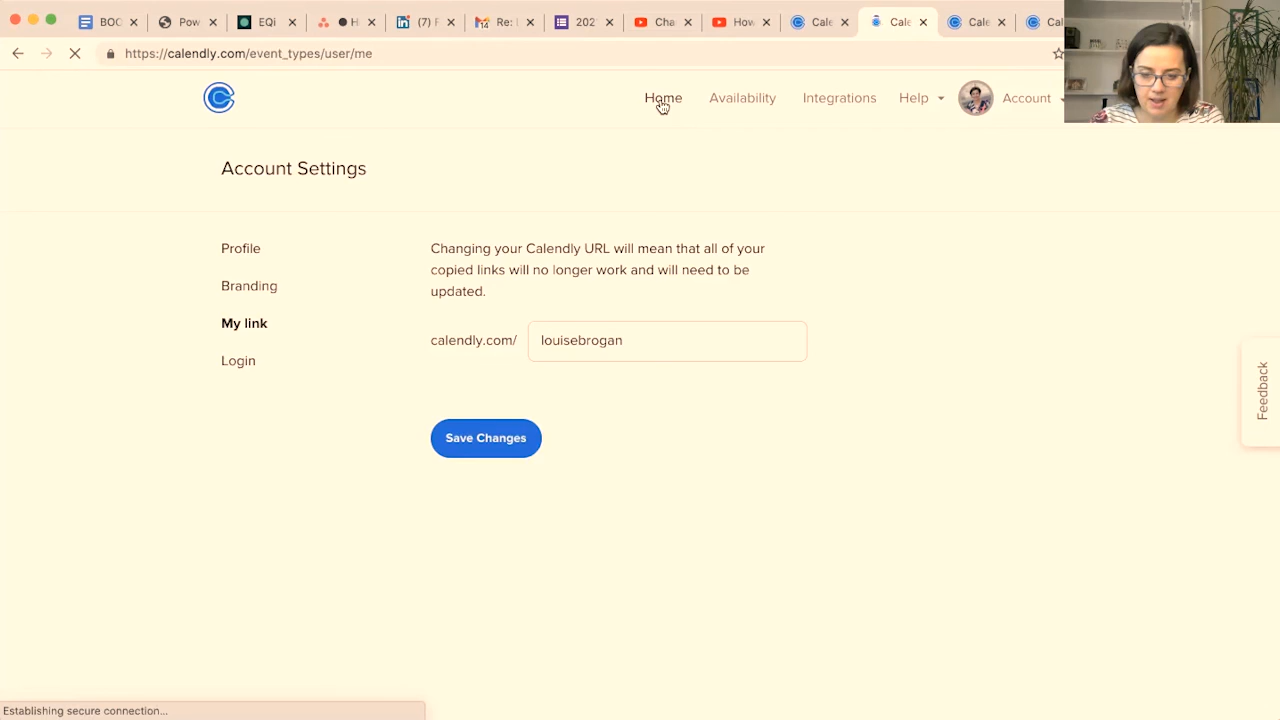 BOC
Pow
EQi
H
(7) F
14
Re: L
202
Cha
How
Cale
Cale
Cale
Cal
https://calendly.com/event_types/user/me
Home
Availability
Integrations
Help
Account
Account Settings
Profile
Branding
My link
Login
Changing your Calendly URL will mean that all of your
copied links will no longer work and will need to be
updated.
calendly.com/ louisebrogan
Save Changes
Feedback
Establishing secure connection...